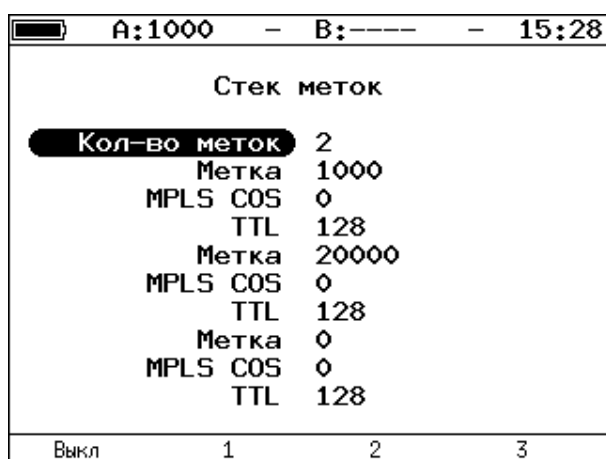 A:1000 – B:---- – 15:28
Стек меток
Кол-во меток 2
Метка 1000
MPLS COS 0
TTL 128
Метка 20000
MPLS COS 0
TTL 128
Метка 0
MPLS COS 0
TTL 128
Выкл 1 2 3